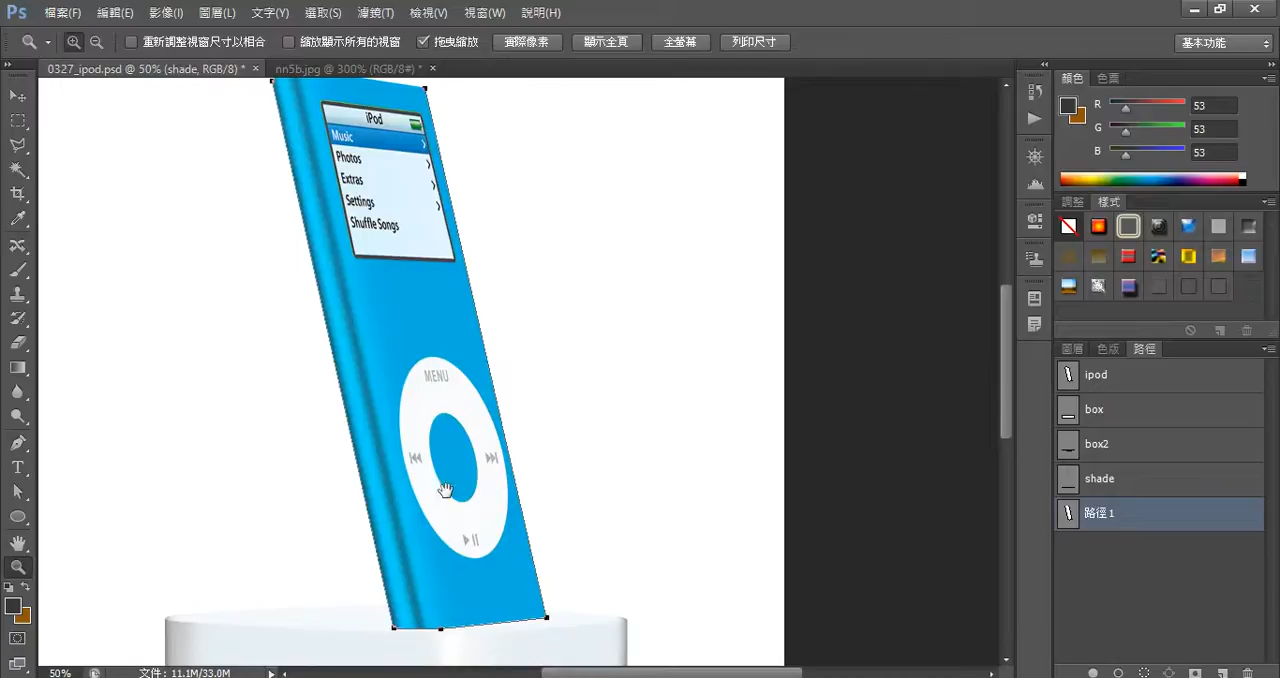 Ps 檔案(F) 編輯(E) 影像(I) 圖層(L) 文字(Y) 選取(S) 濾鏡(T) 檢視(V) 視窗(W) 說明(H)
重新調整視窗尺寸以相合 縮放顯示所有的視窗 拖曳縮放 實際像素 顯示全頁 全螢幕 列印尺寸 基本功能
0327_ipod.psd @ 50% (shade, RGB/8) * × nn5b.jpg @ 300% (RGB/8#) * ×
顏色 色票
R 53
G 53
B 53
調整 樣式
iPod
Music
Photos
Extras
Settings
Shuffle Songs
MENU
圖層 色版 路徑
ipod
box
box2
shade
路徑 1
50% 文件: 11.1M/33.0M